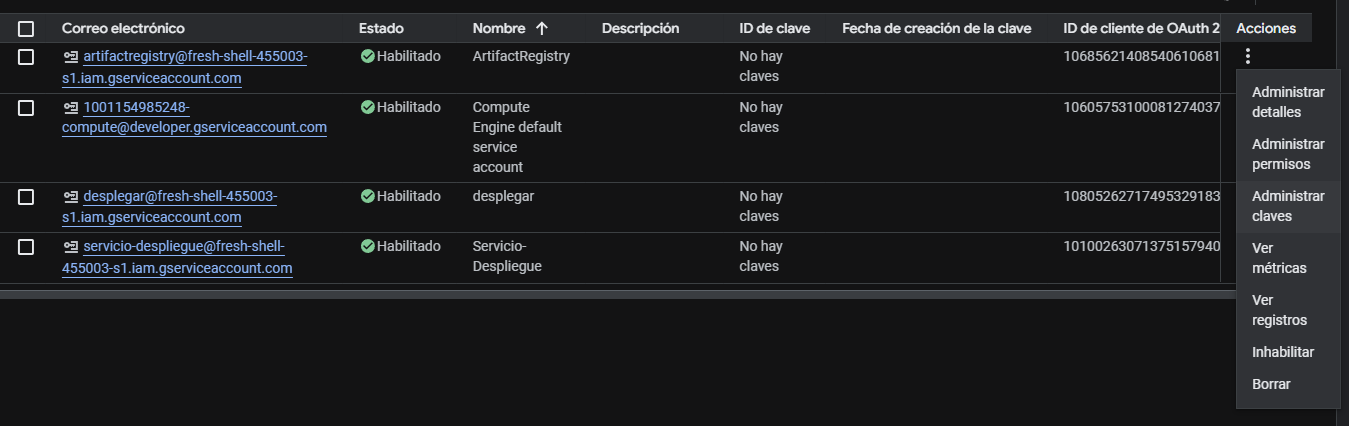 Correo electrónico Estado Nombre Descripción ID de clave Fecha de creación de la clave ID de cliente de OAuth 2 Acciones
artifactregistry@fresh-shell-455003-
s1.iam.gserviceaccount.com
Habilitado
ArtifactRegistry
No hay
claves
10685621408540610681
1001154985248-
compute@developer.gserviceaccount.com
Habilitado
Compute
Engine default
service
account
No hay
claves
10605753100081274037
desplegar@fresh-shell-455003-
s1.iam.gserviceaccount.com
Habilitado
desplegar
No hay
claves
10805262717495329183
servicio-despliegue@fresh-shell-
455003-s1.iam.gserviceaccount.com
Habilitado
Servicio-
Despliegue
No hay
claves
10100263071375157940
Administrar
detalles
Administrar
permisos
Administrar
claves
Ver
métricas
Ver
registros
Inhabilitar
Borrar